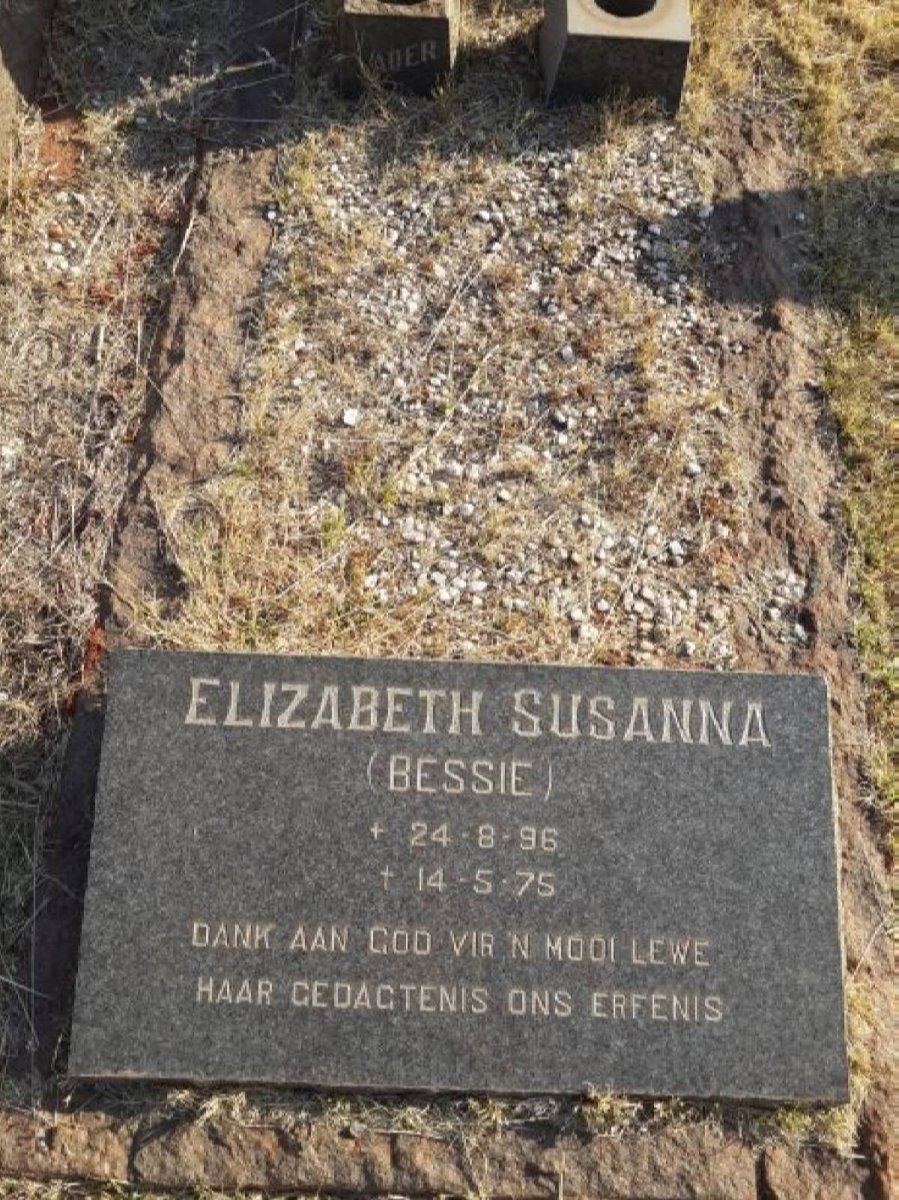 ELIZABETH SUSANNA
(BESSIE)
+ 24-8-96
† 14-5-75
DANK AAN GOD VIR 'N MOOI LEWE
HAAR GEDAGTENIS ONS ERFENIS